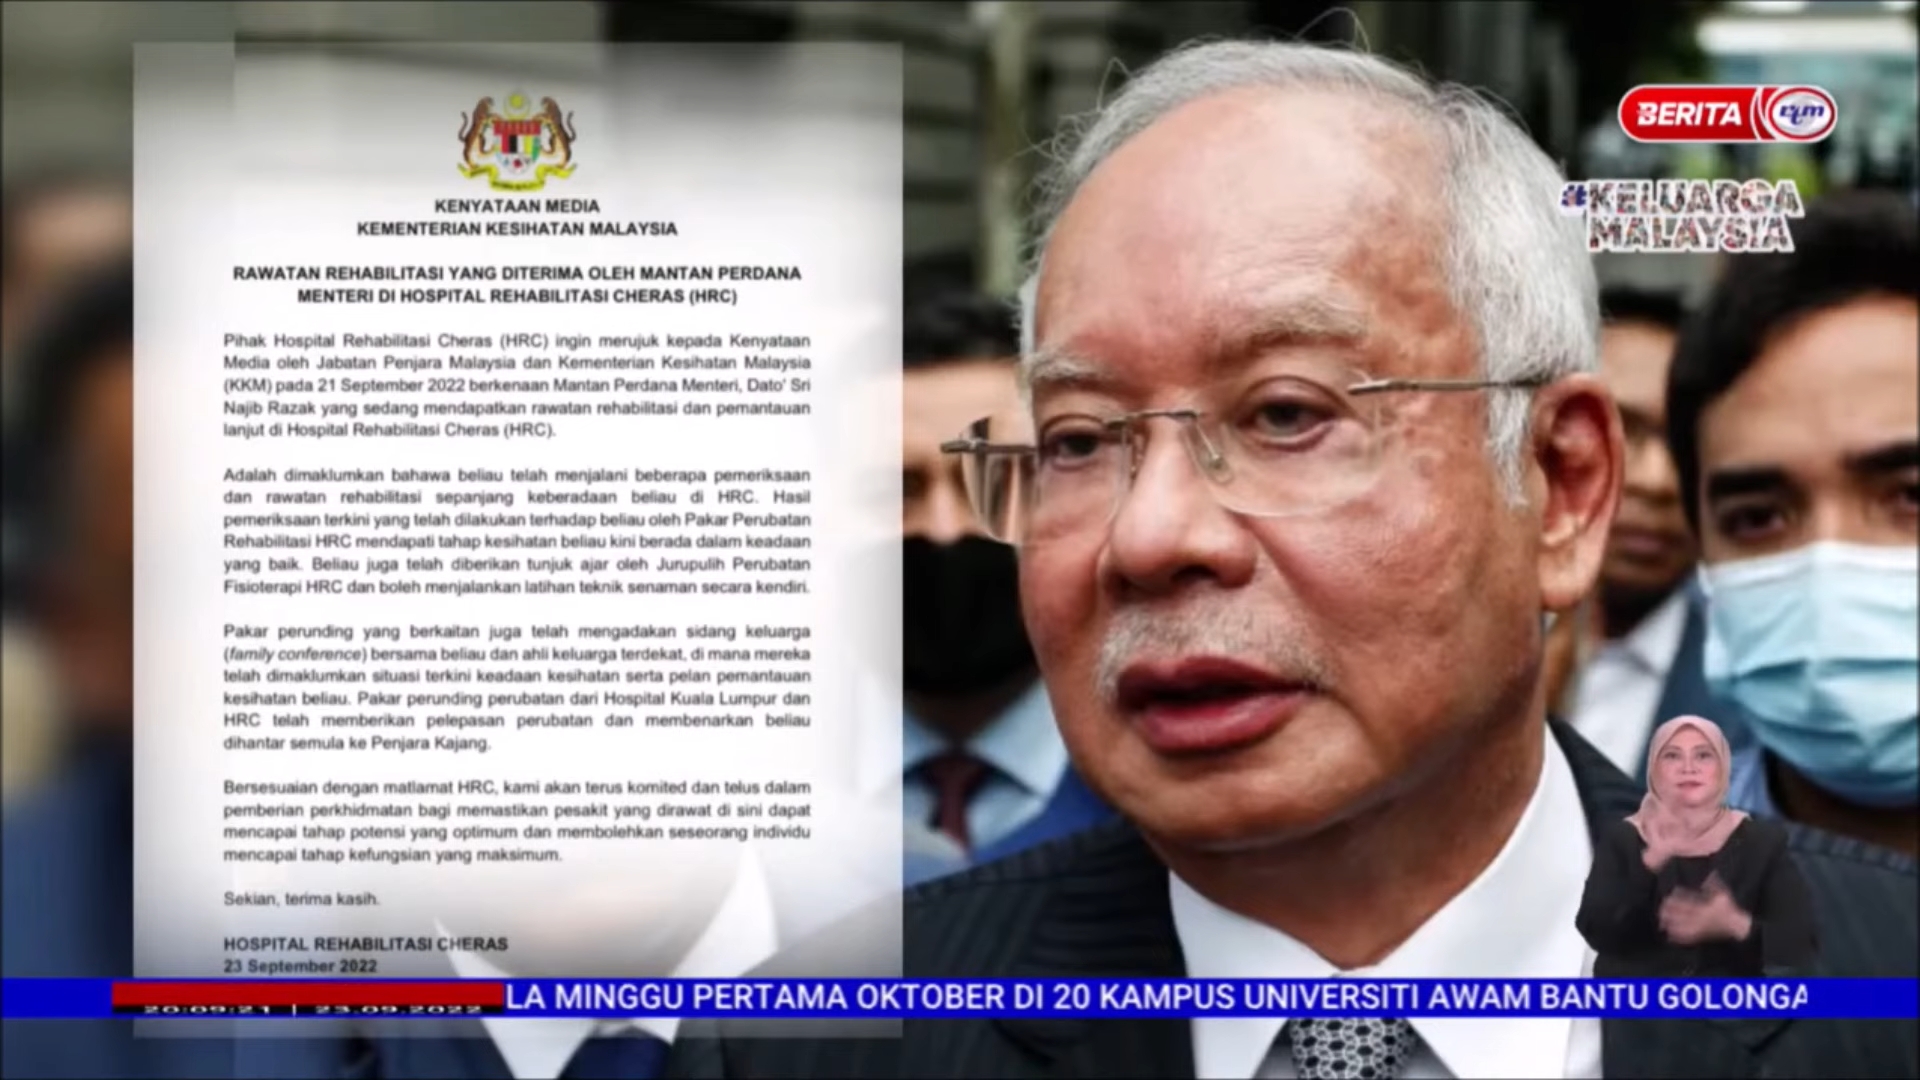 BERITA rtm
#KELUARGA
MALAYSIA
KENYATAAN MEDIA
KEMENTERIAN KESIHATAN MALAYSIA
RAWATAN REHABILITASI YANG DITERIMA OLEH MANTAN PERDANA
MENTERI DI HOSPITAL REHABILITASI CHERAS (HRC)
Pihak Hospital Rehabilitasi Cheras (HRC) ingin merujuk kepada Kenyataan
Media oleh Jabatan Penjara Malaysia dan Kementerian Kesihatan Malaysia
(KKM) pada 21 September 2022 berkenaan Mantan Perdana Menteri, Dato' Sri
Najib Razak yang sedang mendapatkan rawatan rehabilitasi dan pemantauan
lanjut di Hospital Rehabilitasi Cheras (HRC).
Adalah dimaklumkan bahawa beliau telah menjalani beberapa pemeriksaan
dan rawatan rehabilitasi sepanjang keberadaan beliau di HRC. Hasil
pemeriksaan terkini yang telah dilakukan terhadap beliau oleh Pakar Perubatan
Rehabilitasi HRC mendapati tahap kesihatan beliau kini berada dalam keadaan
yang baik. Beliau juga telah diberikan tunjuk ajar oleh Jurupulih Perubatan
Fisioterapi HRC dan boleh menjalankan latihan teknik senaman secara kendiri.
Pakar perunding yang berkaitan juga telah mengadakan sidang keluarga
(family conference) bersama beliau dan ahli keluarga terdekat, di mana mereka
telah dimaklumkan situasi terkini keadaan kesihatan serta pelan pemantauan
kesihatan beliau. Pakar perunding perubatan dari Hospital Kuala Lumpur dan
HRC telah memberikan pelepasan perubatan dan membenarkan beliau
dihantar semula ke Penjara Kajang.
Bersesuaian dengan matlamat HRC, kami akan terus komited dan telus dalam
pemberian perkhidmatan bagi memastikan pesakit yang dirawat di sini dapat
mencapai tahap potensi yang optimum dan membolehkan seseorang individu
mencapai tahap kefungsian yang maksimum.
Sekian, terima kasih.
HOSPITAL REHABILITASI CHERAS
23 September 2022
20:09:21 | 23.09.2022
LA MINGGU PERTAMA OKTOBER DI 20 KAMPUS UNIVERSITI AWAM BANTU GOLONGA